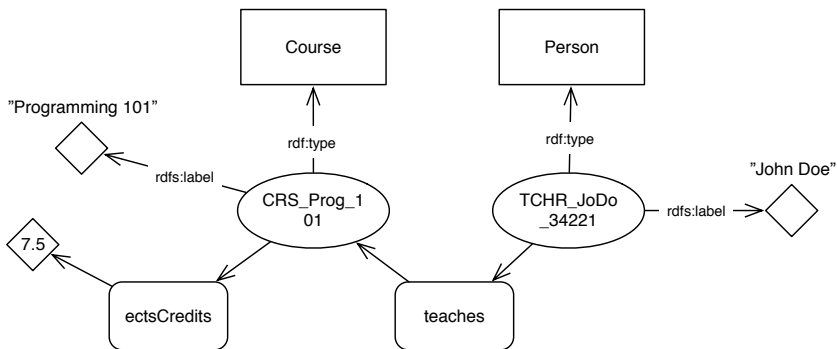 Course
Person
”Programming 101”
rdf:type
rdf:type
rdfs:label
”John Doe”
CRS_Prog_1
01
TCHR_JoDo
_34221
rdfs:label
7.5
ectsCredits
teaches